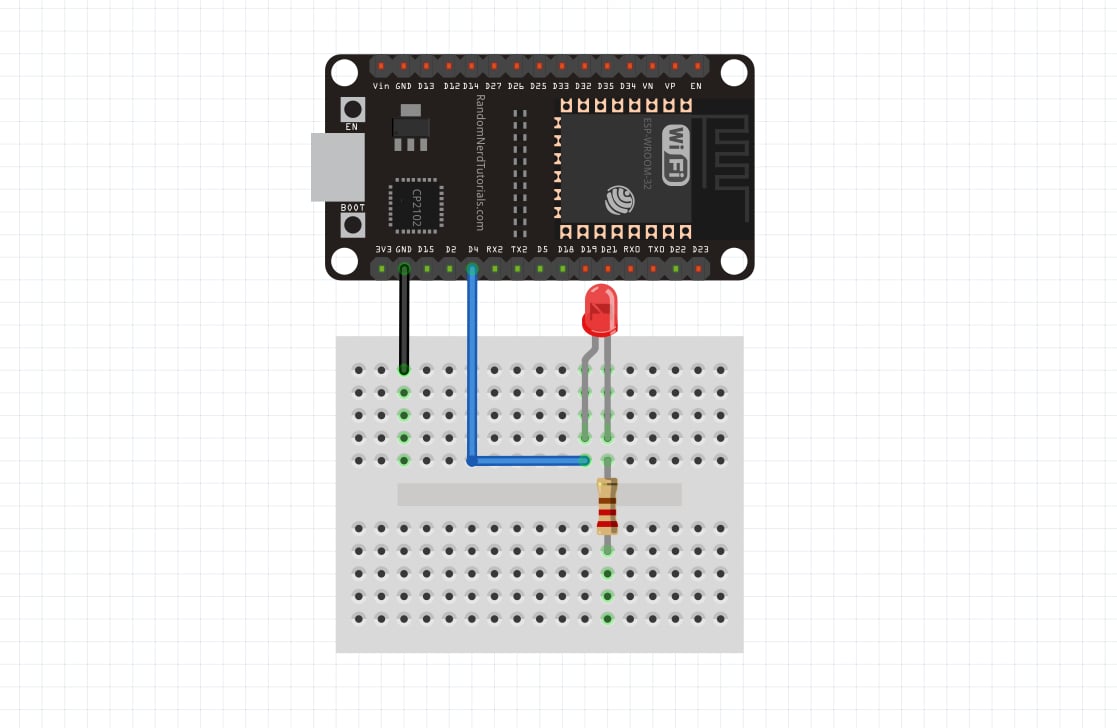 Vin GND D13 D12 D14 D27 D26 D25 D33 D32 D35 D34 VN VP EN
EN
RandomNerdTutorials.com
ESP-WROOM-32
Wi Fi
CP2102
BOOT
3V3 GND D15 D2 D4 RX2 TX2 D5 D18 D19 D21 RX0 TX0 D22 D23